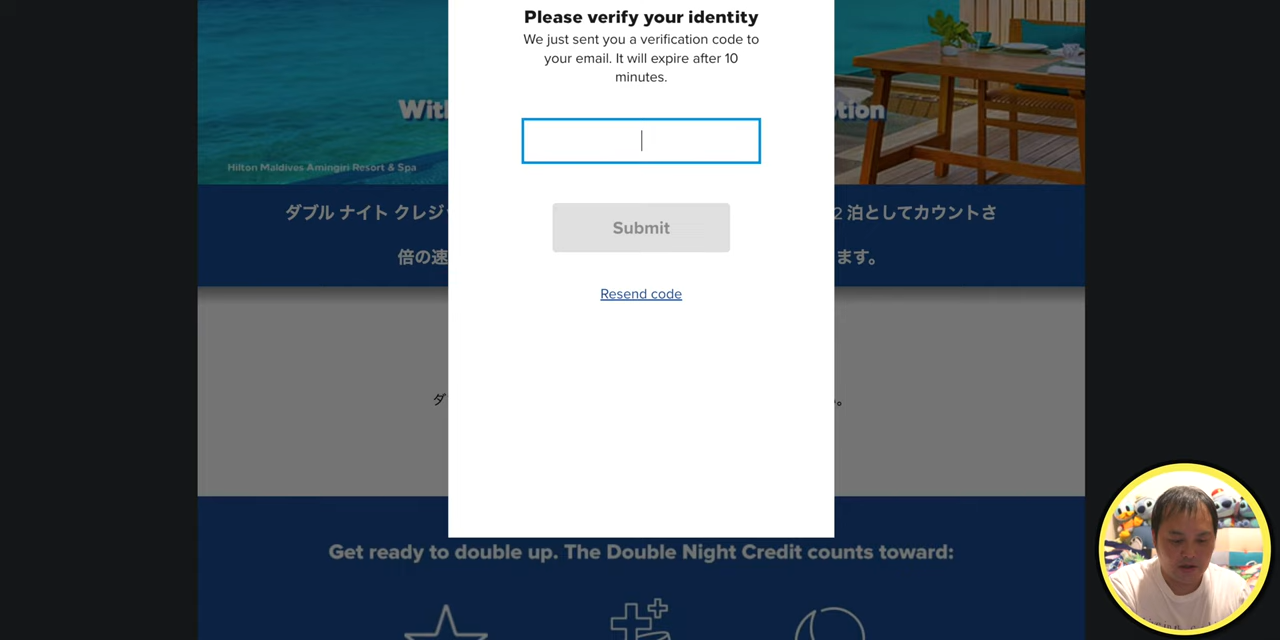 Please verify your identity
We just sent you a verification code to
your email. It will expire after 10
minutes.
Hilton Maldives Amingiri Resort & Spa
ダブル ナイト クレジ
2 泊としてカウントさ
Submit
倍の速
ます。
Resend code
Get ready to double up. The Double Night Credit counts toward: